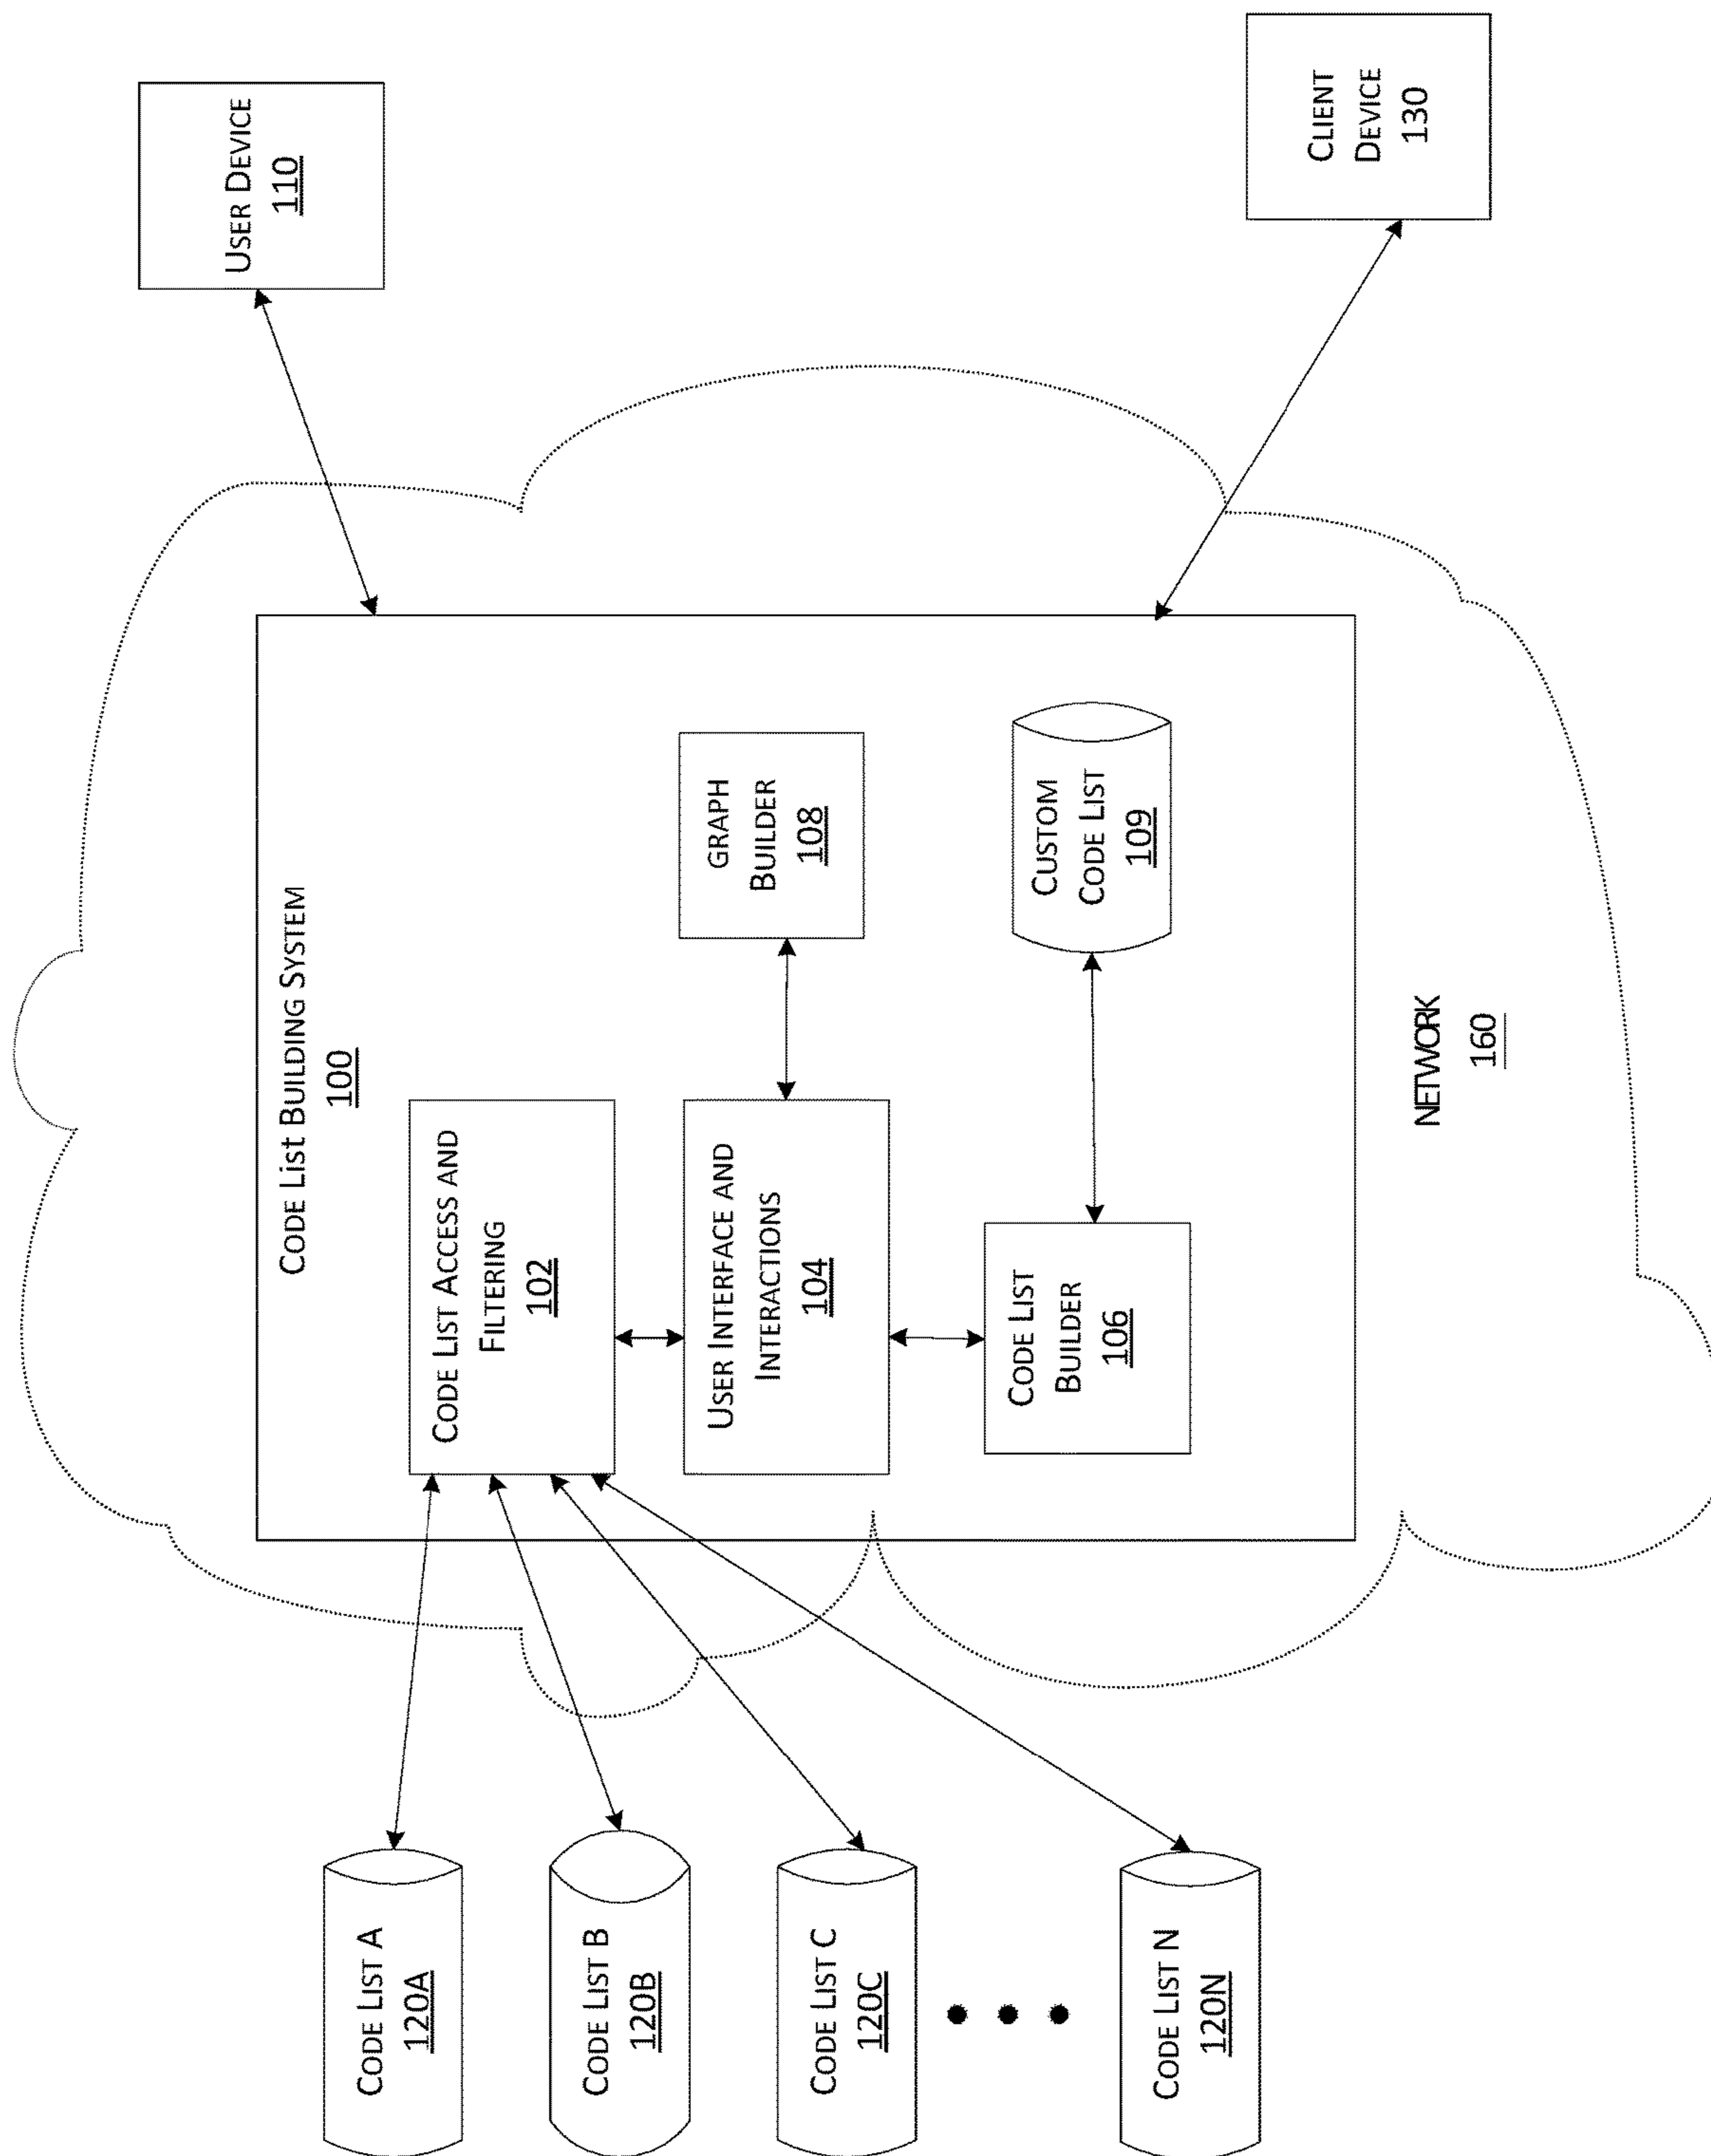 CODE LIST A
120A
CODE LIST B
120B
CODE LIST C
120C
CODE LIST N
120N
CODE LIST BUILDING SYSTEM
100
CODE LIST ACCESS AND
FILTERING
102
USER INTERFACE AND
INTERACTIONS
104
CODE LIST
BUILDER
106
GRAPH
BUILDER
108
CUSTOM
CODE LIST
109
NETWORK
160
USER DEVICE
110
CLIENT
DEVICE
130